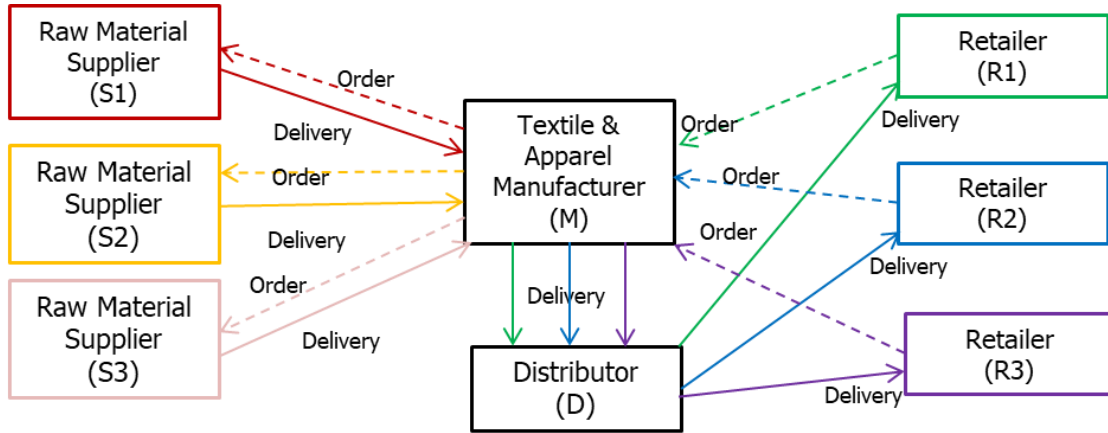 Raw Material
Supplier
(S1)
Order
Delivery
Raw Material
Supplier
(S2)
Order
Delivery
Raw Material
Supplier
(S3)
Order
Delivery
Textile &
Apparel
Manufacturer
(M)
Delivery
Distributor
(D)
Retailer
(R1)
Order
Delivery
Retailer
(R2)
Order
Delivery
Retailer
(R3)
Order
Delivery